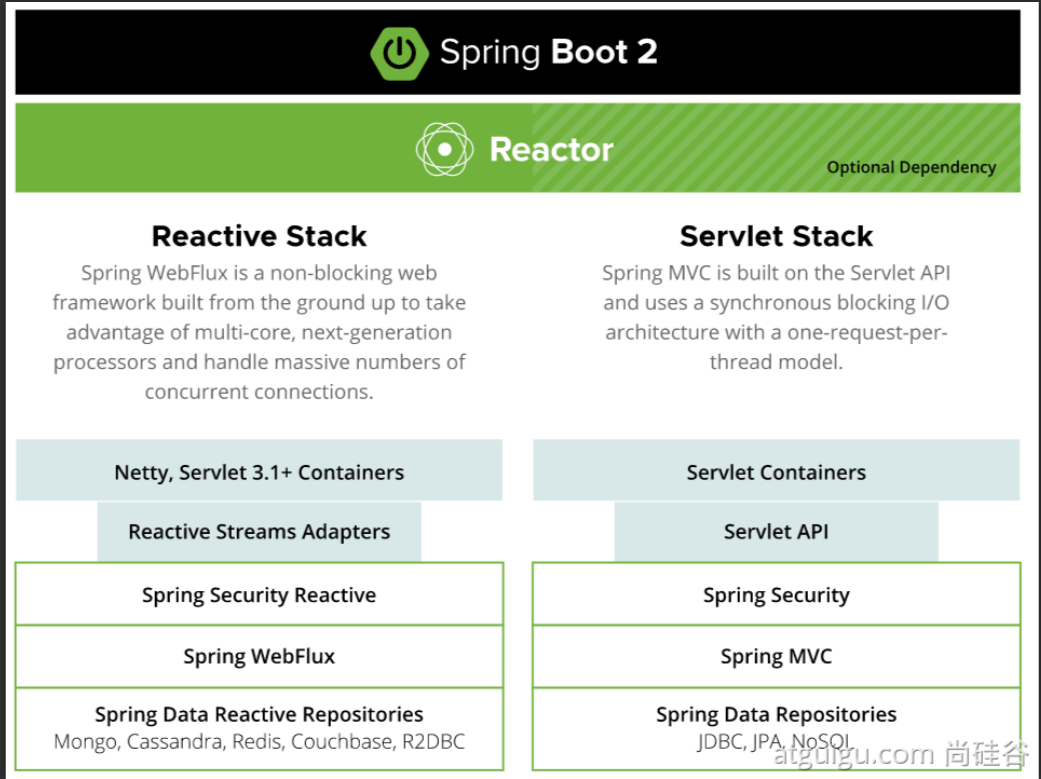 Spring Boot 2
Reactor
Optional Dependency
Reactive Stack
Spring WebFlux is a non-blocking web
framework built from the ground up to take
advantage of multi-core, next-generation
processors and handle massive numbers of
concurrent connections.
Servlet Stack
Spring MVC is built on the Servlet API
and uses a synchronous blocking I/O
architecture with a one-request-per-
thread model.
Netty, Servlet 3.1+ Containers
Reactive Streams Adapters
Spring Security Reactive
Spring WebFlux
Spring Data Reactive Repositories
Mongo, Cassandra, Redis, Couchbase, R2DBC
Servlet Containers
Servlet API
Spring Security
Spring MVC
Spring Data Repositories
JDBC, JPA, NoSQL
atguigu.com 尚硅谷